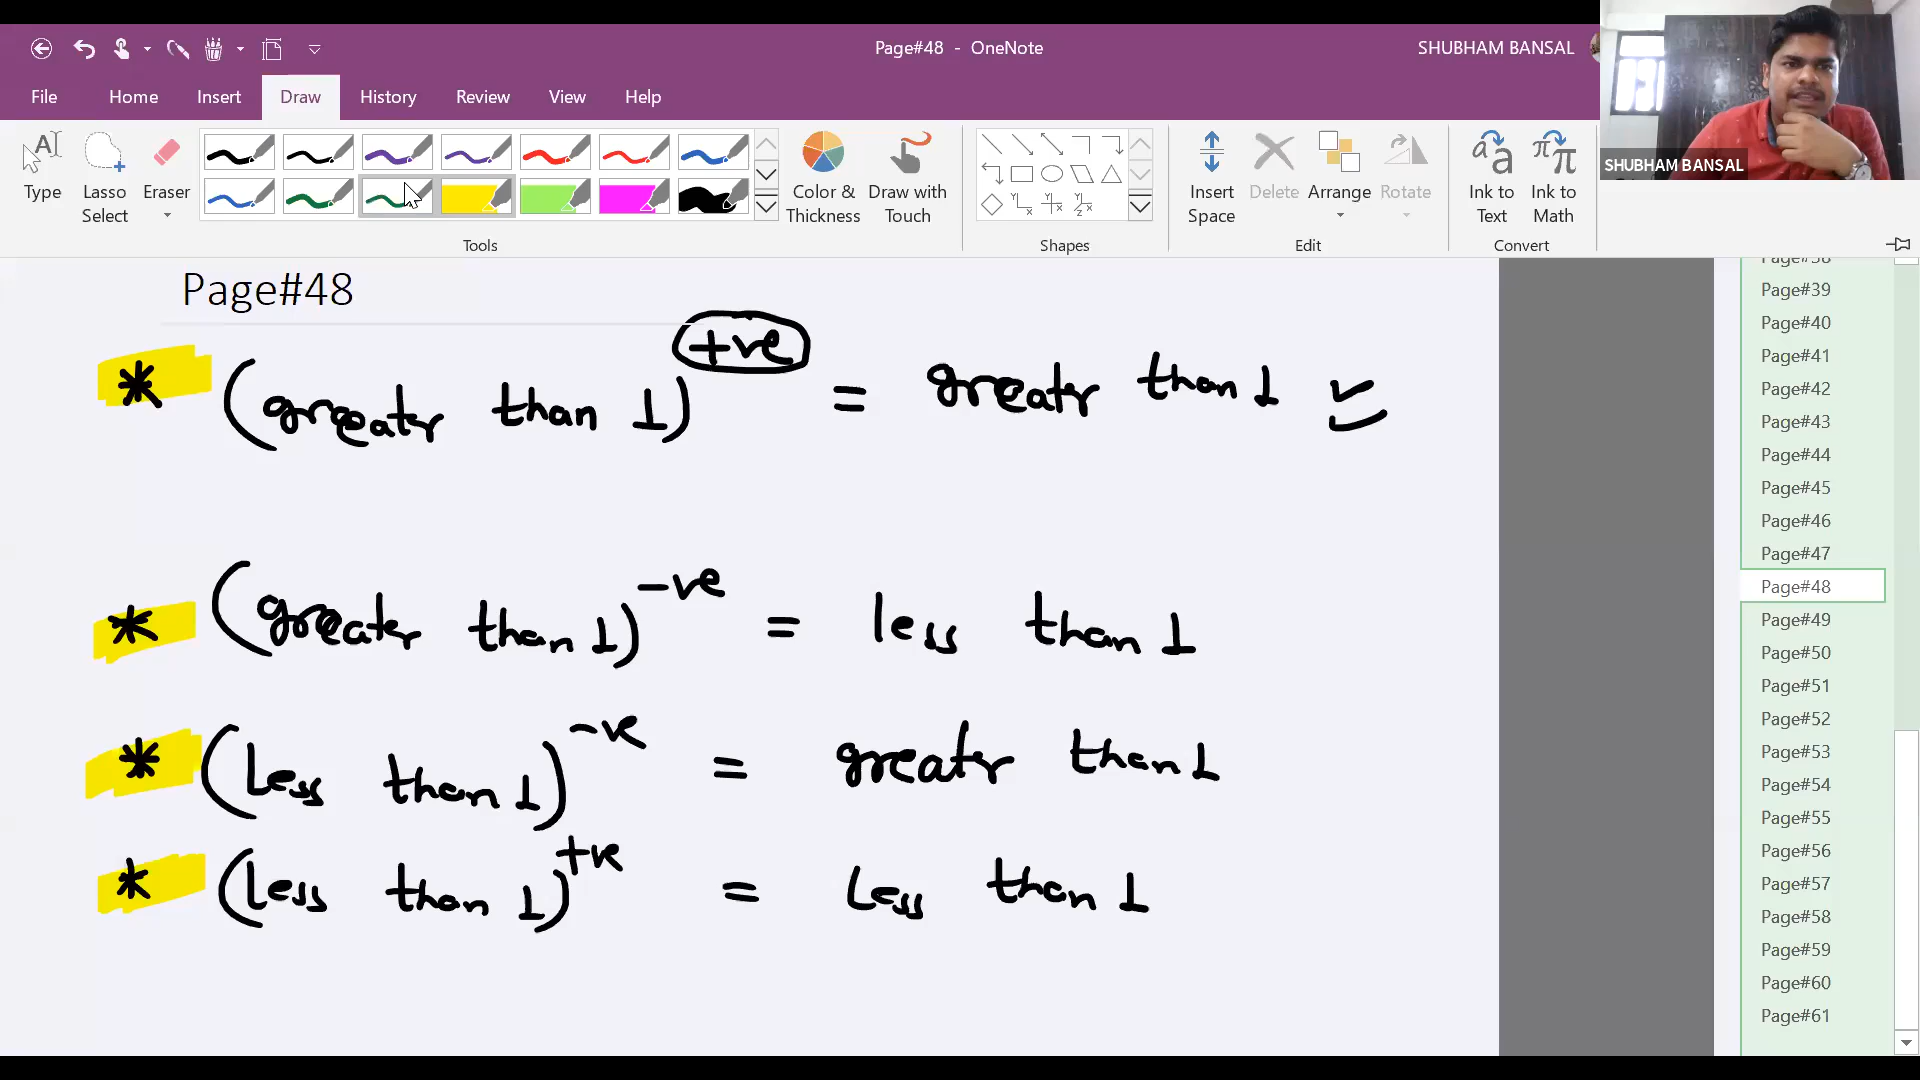 Page#48 - OneNote
SHUBHAM BANSAL
File Home Insert Draw History Review View Help
Type
Lasso Select
Eraser
Color & Thickness
Draw with Touch
Insert Space
Delete
Arrange
Rotate
Ink to Text
Ink to Math
SHUBHAM BANSAL
Tools
Shapes
Edit
Convert
Page#48
* (greater than 1)^+ve = greater than 1
* (greater than 1)^-ve = less than 1
* (Less than 1)^-ve = greater than 1
* (Less than 1)^+ve = Less than 1
Page#38
Page#39
Page#40
Page#41
Page#42
Page#43
Page#44
Page#45
Page#46
Page#47
Page#48
Page#49
Page#50
Page#51
Page#52
Page#53
Page#54
Page#55
Page#56
Page#57
Page#58
Page#59
Page#60
Page#61